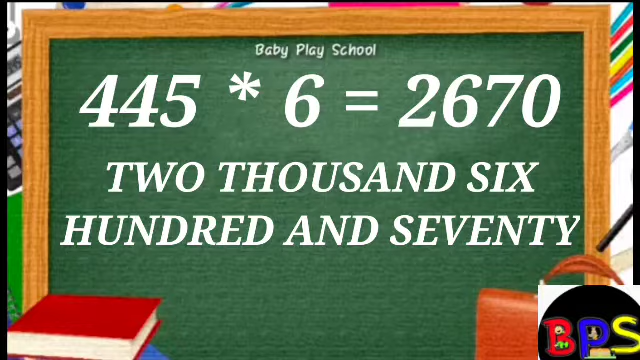 Baby Play School
445 * 6 = 2670
TWO THOUSAND SIX
HUNDRED AND SEVENTY
BPS